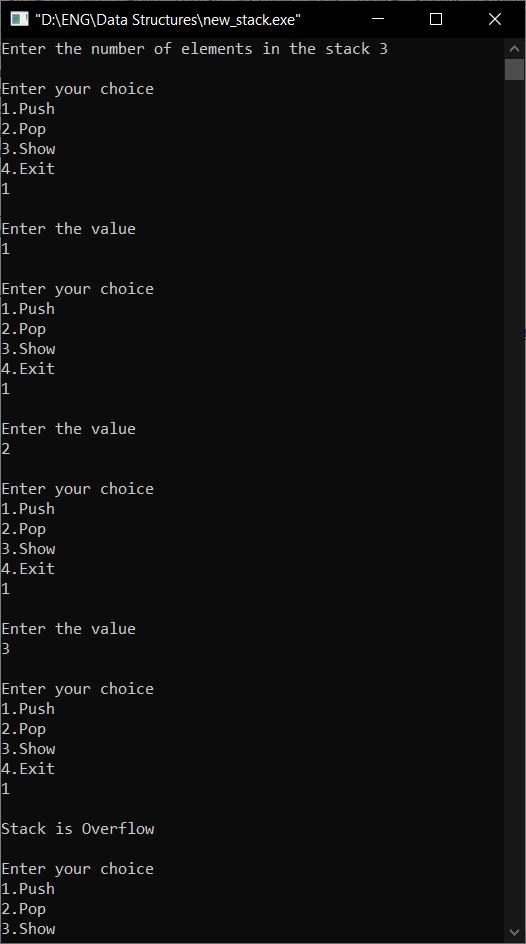 "D:\ENG\Data Structures\new_stack.exe"
Enter the number of elements in the stack 3
Enter your choice
1.Push
2.Pop
3.Show
4.Exit
1
Enter the value
1
Enter your choice
1.Push
2.Pop
3.Show
4.Exit
1
Enter the value
2
Enter your choice
1.Push
2.Pop
3.Show
4.Exit
1
Enter the value
3
Enter your choice
1.Push
2.Pop
3.Show
4.Exit
1
Stack is Overflow
Enter your choice
1.Push
2.Pop
3.Show